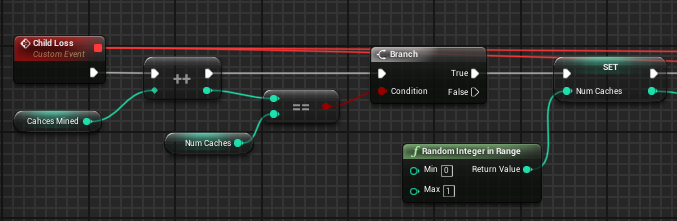 Child Loss
Custom Event
Cahces Mined
++
Num Caches
==
Branch
True
Condition
False
Random Integer in Range
Min 0
Return Value
Max 1
SET
Num Caches